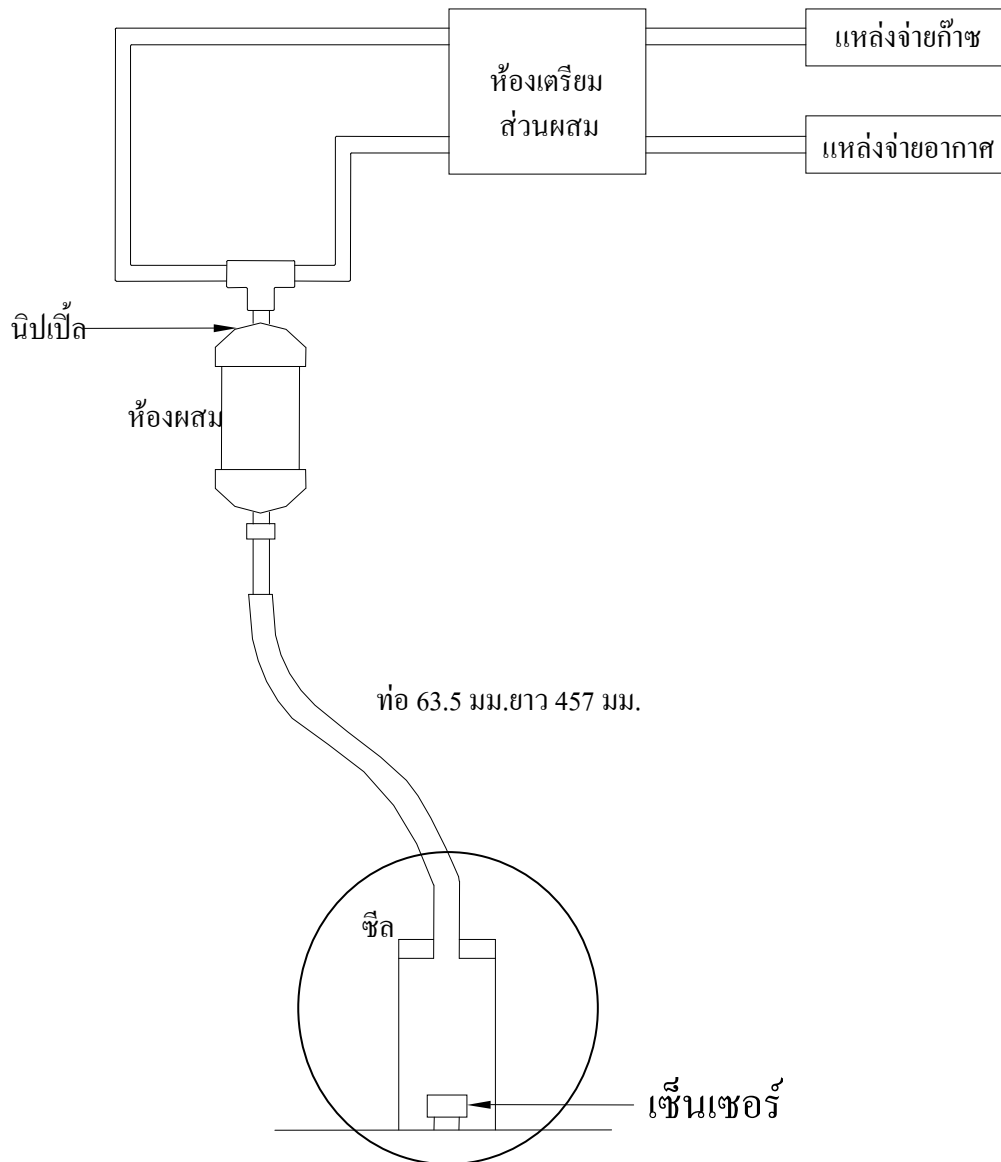 แหล่งจ่ายก๊าซ
ห้องเตรียม
ส่วนผสม
แหล่งจ่ายอากาศ
นิปเปิ้ล
ห้องผสม
ท่อ 63.5 มม.ยาว 457 มม.
ซีล
เซ็นเซอร์